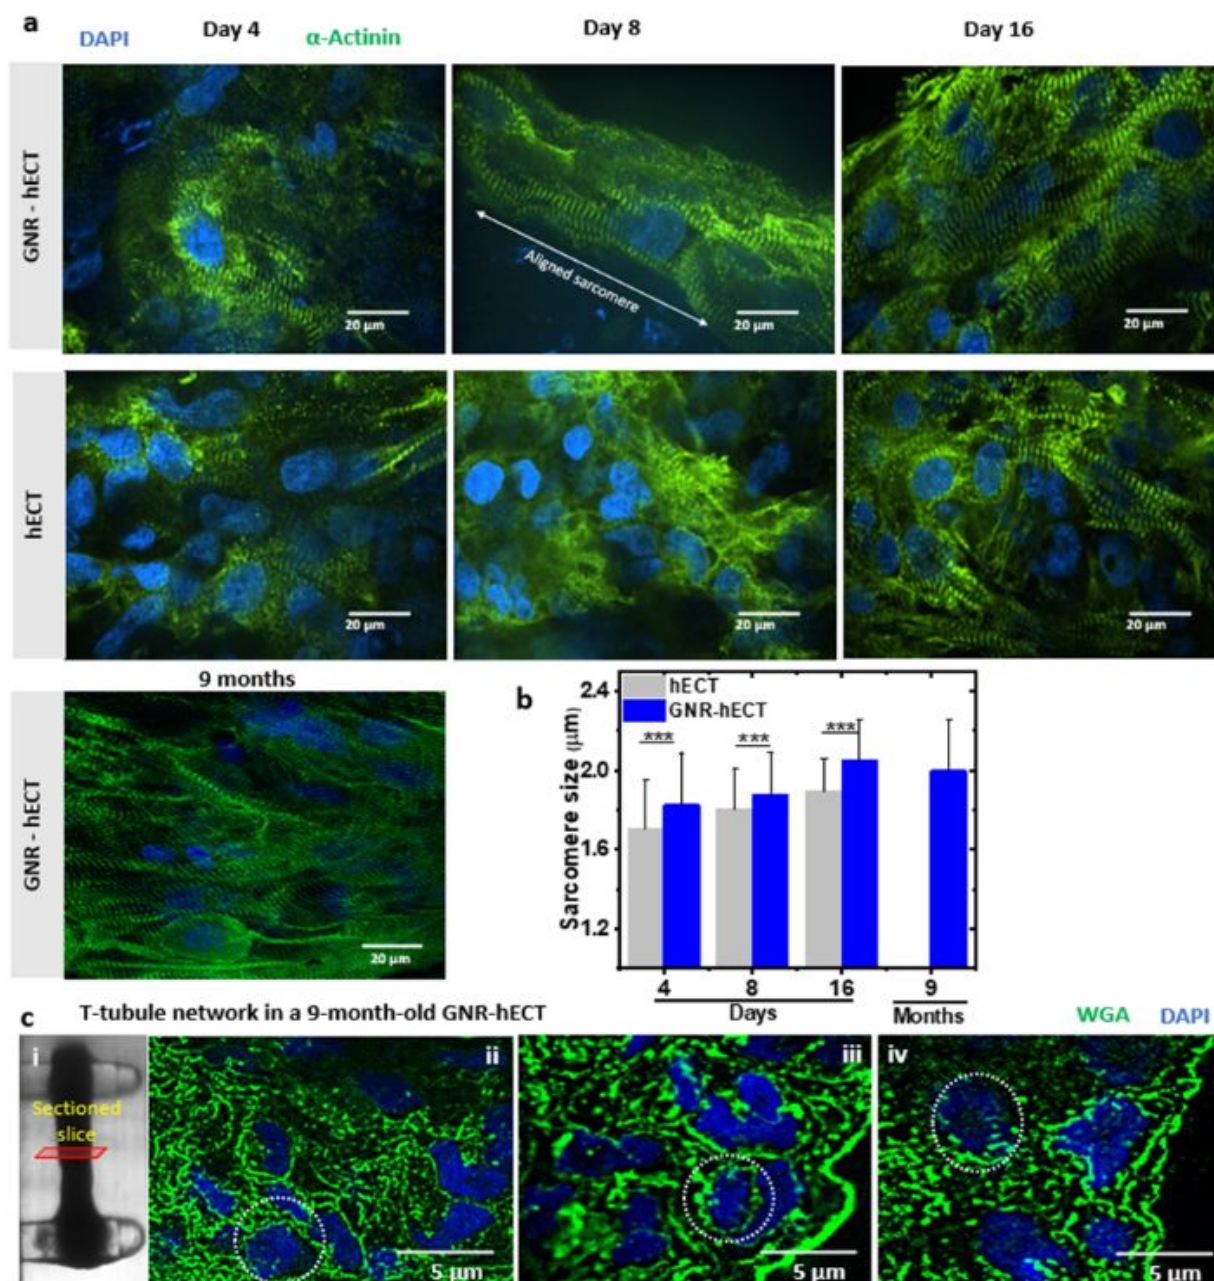 a
DAPI
Day 4
α-Actinin
Day 8
Day 16
GNR - hECT
20 µm
Aligned sarcomere
20 µm
20 µm
hECT
20 µm
20 µm
20 µm
9 months
GNR - hECT
20 µm
b
hECT
GNR-hECT
***
***
***
Sarcomere size (µm)
2.4
2.0
1.6
1.2
4
8
16
9
Days
Months
c
T-tubule network in a 9-month-old GNR-hECT
WGA
DAPI
i
Sectioned
slice
ii
5 µm
iii
5 µm
iv
5 µm